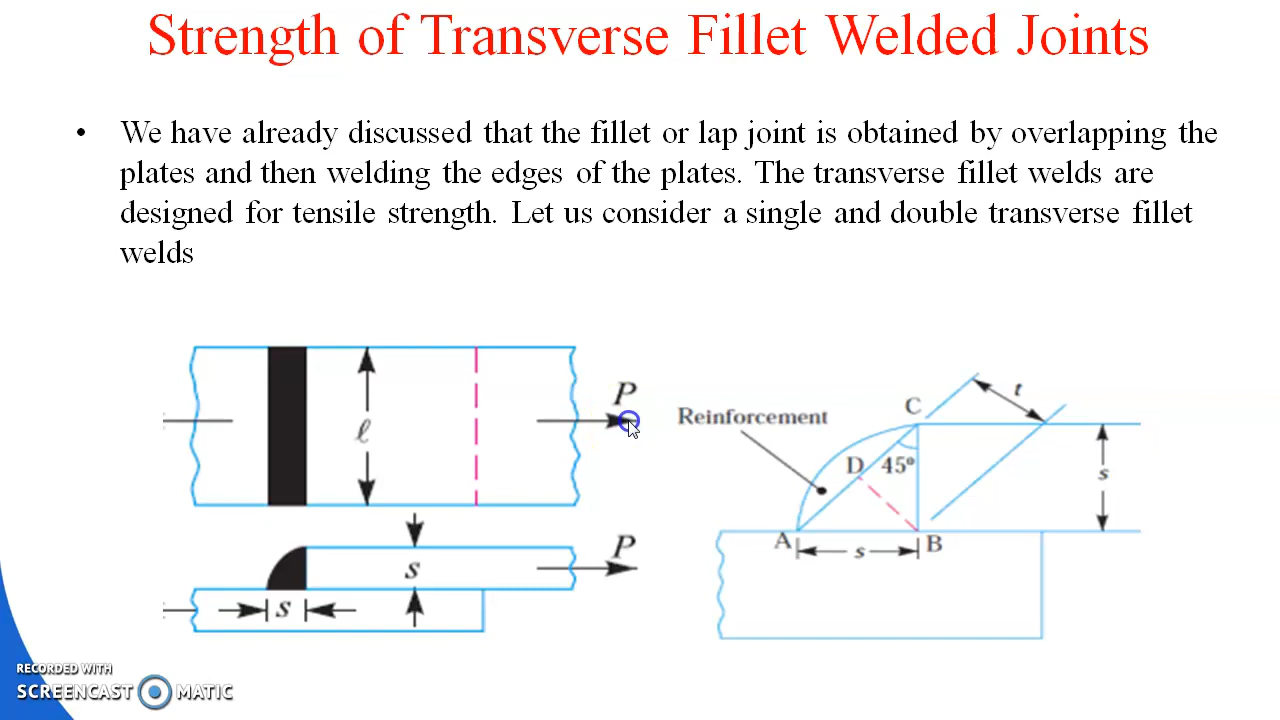 Strength of Transverse Fillet Welded Joints
• We have already discussed that the fillet or lap joint is obtained by overlapping the
plates and then welding the edges of the plates. The transverse fillet welds are
designed for tensile strength. Let us consider a single and double transverse fillet
welds
P
ℓ
P
s
s
Reinforcement
C
t
D
45°
s
A
s
B
RECORDED WITH
SCREENCAST MATIC